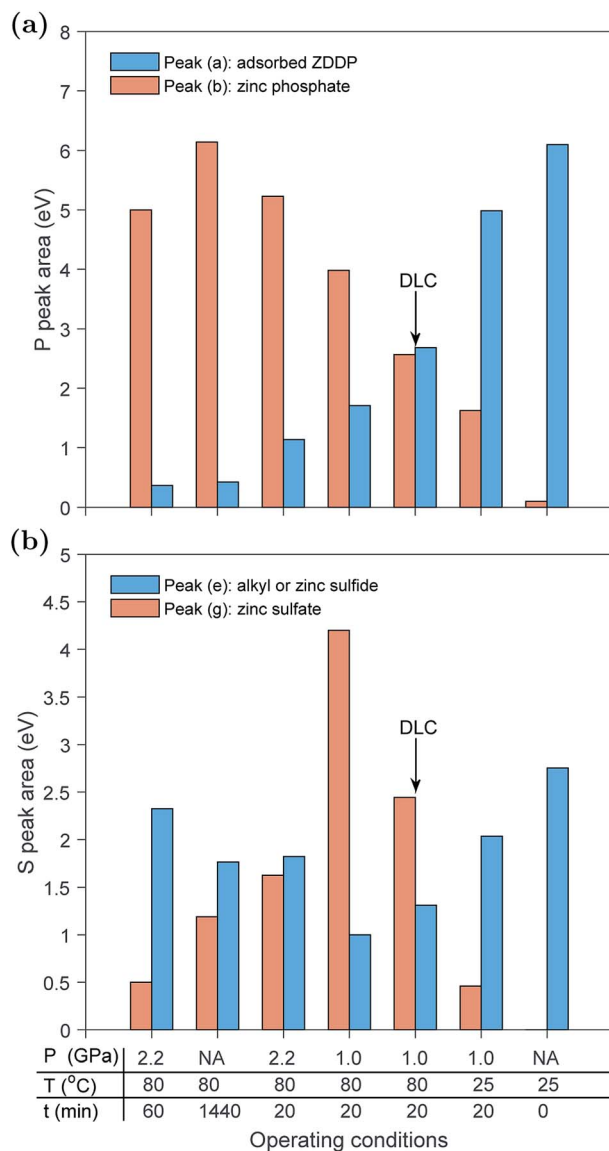 (a)
8
7
6
5
4
3
2
1
0
P peak area (eV)
Peak (a): adsorbed ZDDP
Peak (b): zinc phosphate
DLC
(b)
5
4.5
4
3.5
3
2.5
2
1.5
1
0.5
0
S peak area (eV)
Peak (e): alkyl or zinc sulfide
Peak (g): zinc sulfate
DLC
P (GPa) 2.2 NA 2.2 1.0 1.0 1.0 NA
T (°C) 80 80 80 80 80 25 25
t (min) 60 1440 20 20 20 20 0
Operating conditions